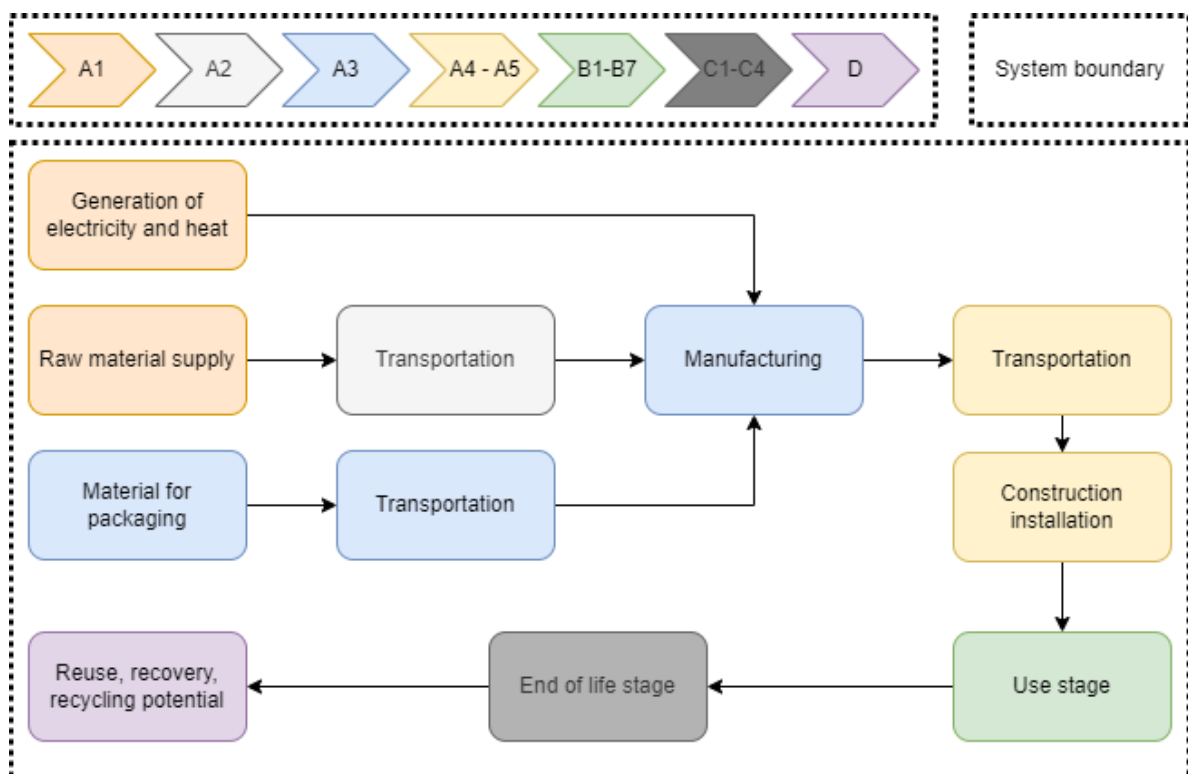 A1
A2
A3
A4 - A5
B1-B7
C1-C4
D
System boundary
Generation of
electricity and heat
Raw material supply
Transportation
Manufacturing
Transportation
Material for
packaging
Transportation
Construction
installation
Reuse, recovery,
recycling potential
End of life stage
Use stage